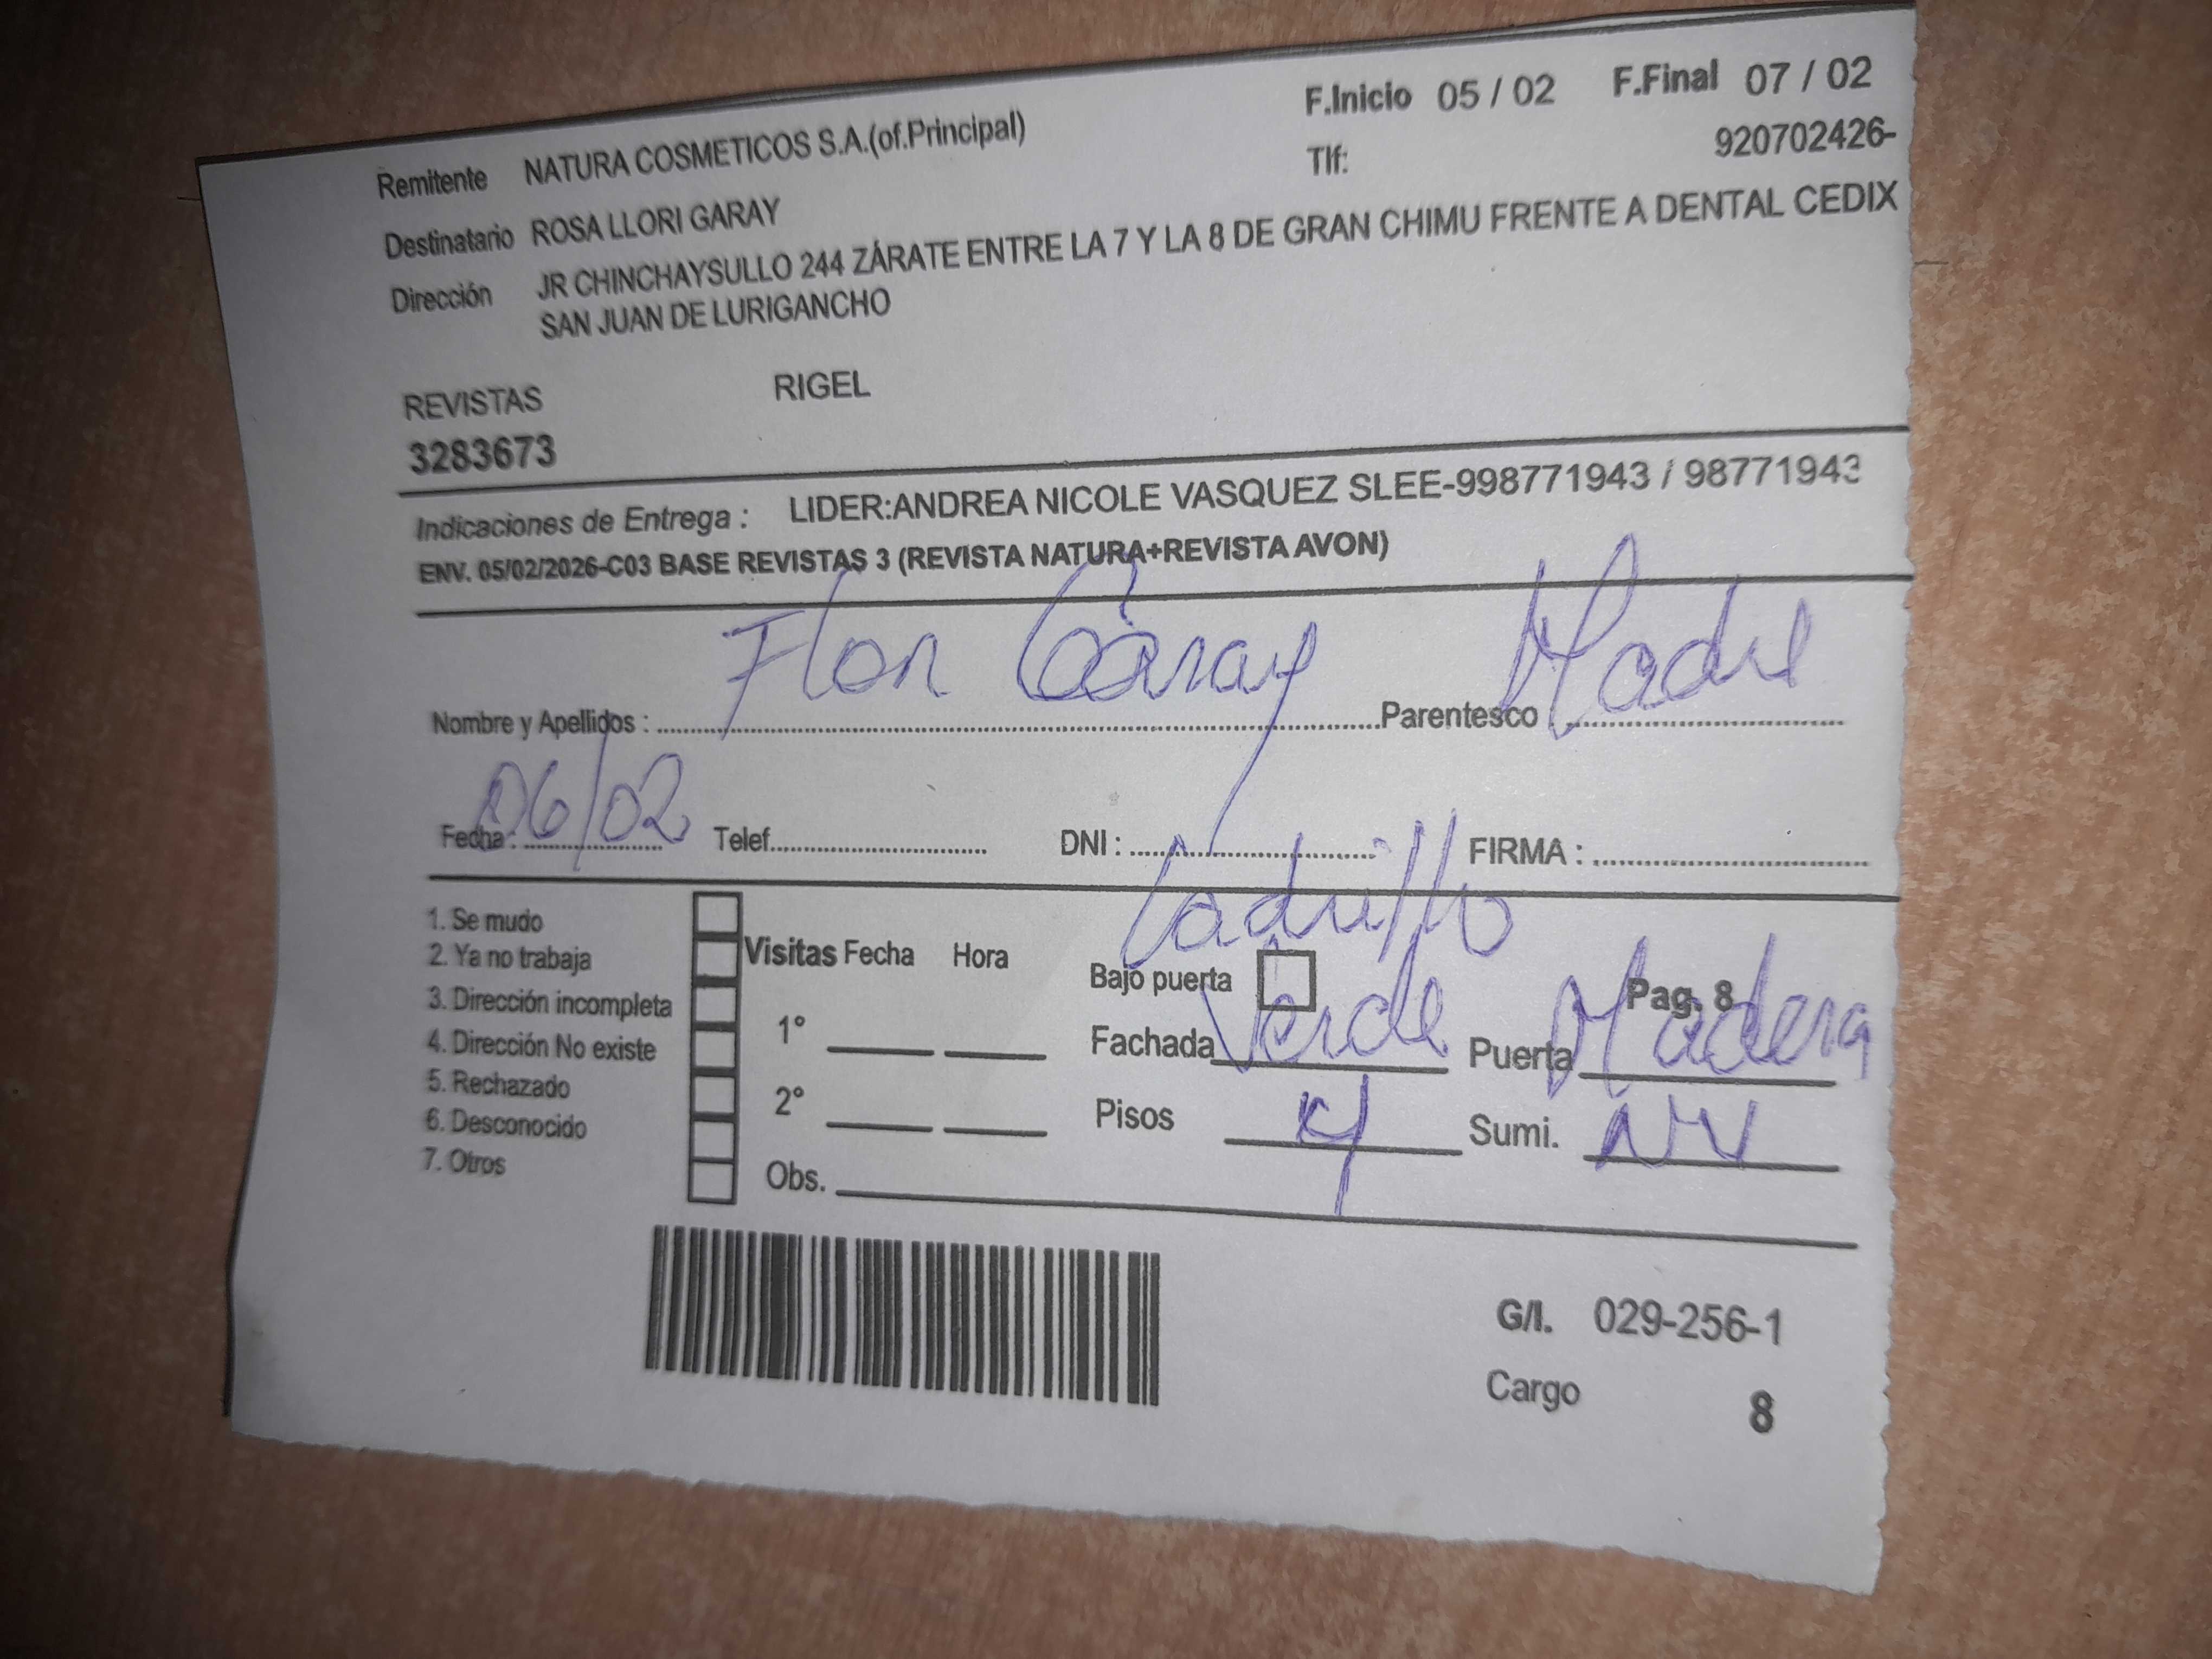 F.Inicio 05 / 02 F.Final 07 / 02
Remitente NATURA COSMETICOS S.A.(of.Principal) Tlf: 920702426-
Destinatario ROSA LLORI GARAY
Dirección JR CHINCHAYSULLO 244 ZÁRATE ENTRE LA 7 Y LA 8 DE GRAN CHIMU FRENTE A DENTAL CEDIX
SAN JUAN DE LURIGANCHO
REVISTAS RIGEL
3283673
Indicaciones de Entrega : LIDER:ANDREA NICOLE VASQUEZ SLEE-998771943 / 98771943
ENV. 05/02/2026-C03 BASE REVISTAS 3 (REVISTA NATURA+REVISTA AVON)
Nombre y Apellidos : Flor Garay Parentesco : Madre
Fecha : 06/02 Telef. DNI : FIRMA :
Ladrillo
1. Se mudo
2. Ya no trabaja
3. Dirección incompleta
4. Dirección No existe
5. Rechazado
6. Desconocido
7. Otros
Visitas Fecha Hora
1°
2°
Obs.
Bajo puerta Pag. 8
Fachada Verde Puerta Madera
Pisos 4 Sumi. NV
G/I. 029-256-1
Cargo 8